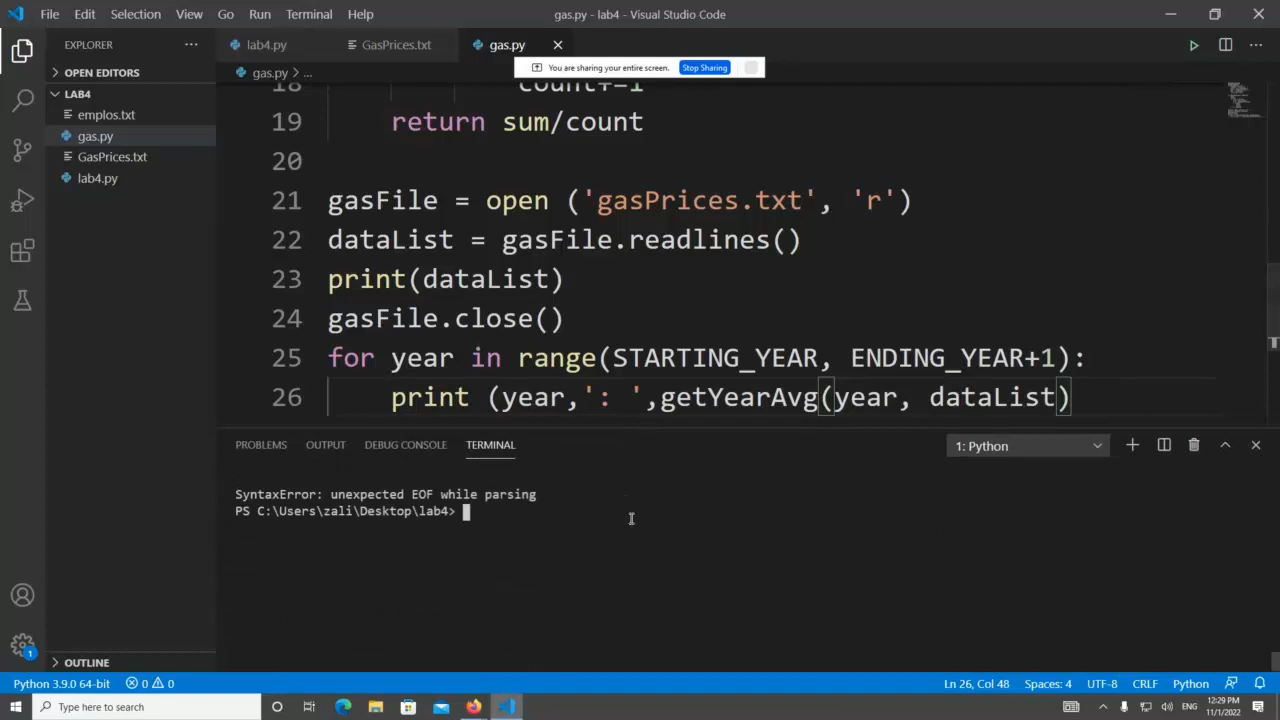 File Edit Selection View Go Run Terminal Help
gas.py - lab4 - Visual Studio Code
EXPLORER
lab4.py
GasPrices.txt
gas.py
You are sharing your entire screen.
Stop Sharing
OPEN EDITORS
gas.py > ...
LAB4
emplos.txt
gas.py
GasPrices.txt
lab4.py
18 count+=1
19 return sum/count
20
21 gasFile = open ('gasPrices.txt', 'r')
22 dataList = gasFile.readlines()
23 print(dataList)
24 gasFile.close()
25 for year in range(STARTING_YEAR, ENDING_YEAR+1):
26 print (year,': ',getYearAvg(year, dataList)
PROBLEMS OUTPUT DEBUG CONSOLE TERMINAL
1: Python
SyntaxError: unexpected EOF while parsing
PS C:\Users\zali\Desktop\lab4>
OUTLINE
1
Python 3.9.0 64-bit 0 0
Ln 26, Col 48 Spaces: 4 UTF-8 CRLF Python
Type here to search
ENG
12:29 PM
11/1/2022